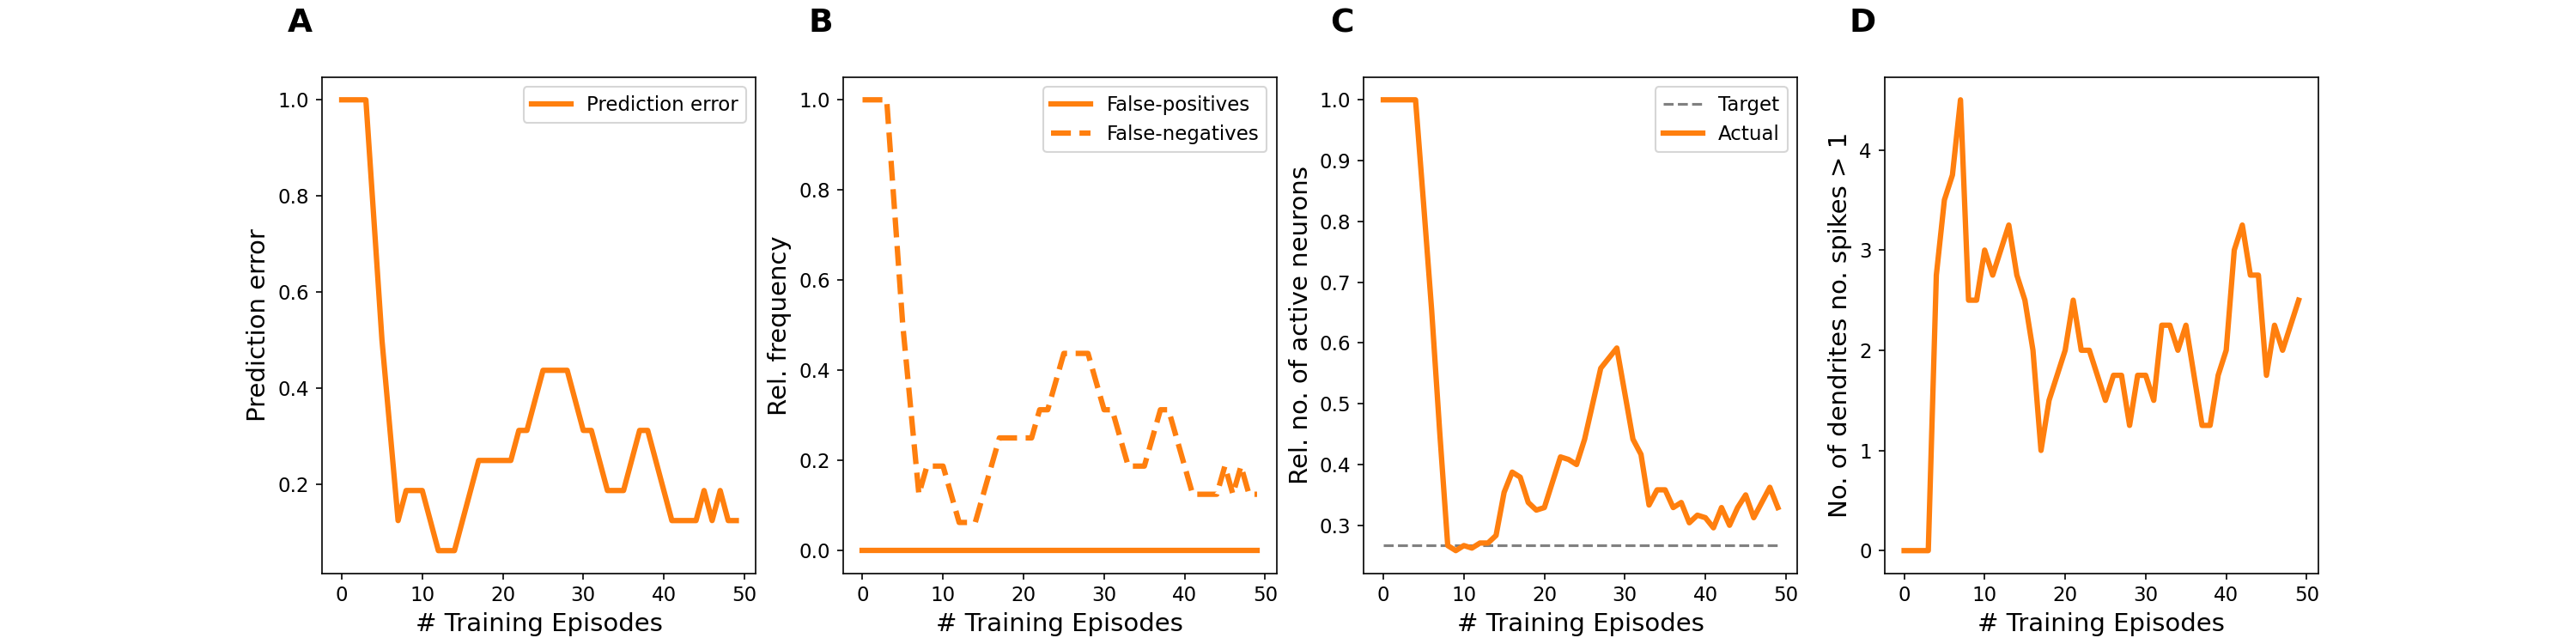 A
Prediction error
1.0
0.8
0.6
0.4
0.2
Prediction error
0 10 20 30 40 50
# Training Episodes
B
False-positives
False-negatives
1.0
0.8
0.6
0.4
0.2
0.0
Rel. frequency
0 10 20 30 40 50
# Training Episodes
C
Target
Actual
1.0
0.9
0.8
0.7
0.6
0.5
0.4
0.3
Rel. no. of active neurons
0 10 20 30 40 50
# Training Episodes
D
4
3
2
1
0
No. of dendrites no. spikes > 1
0 10 20 30 40 50
# Training Episodes